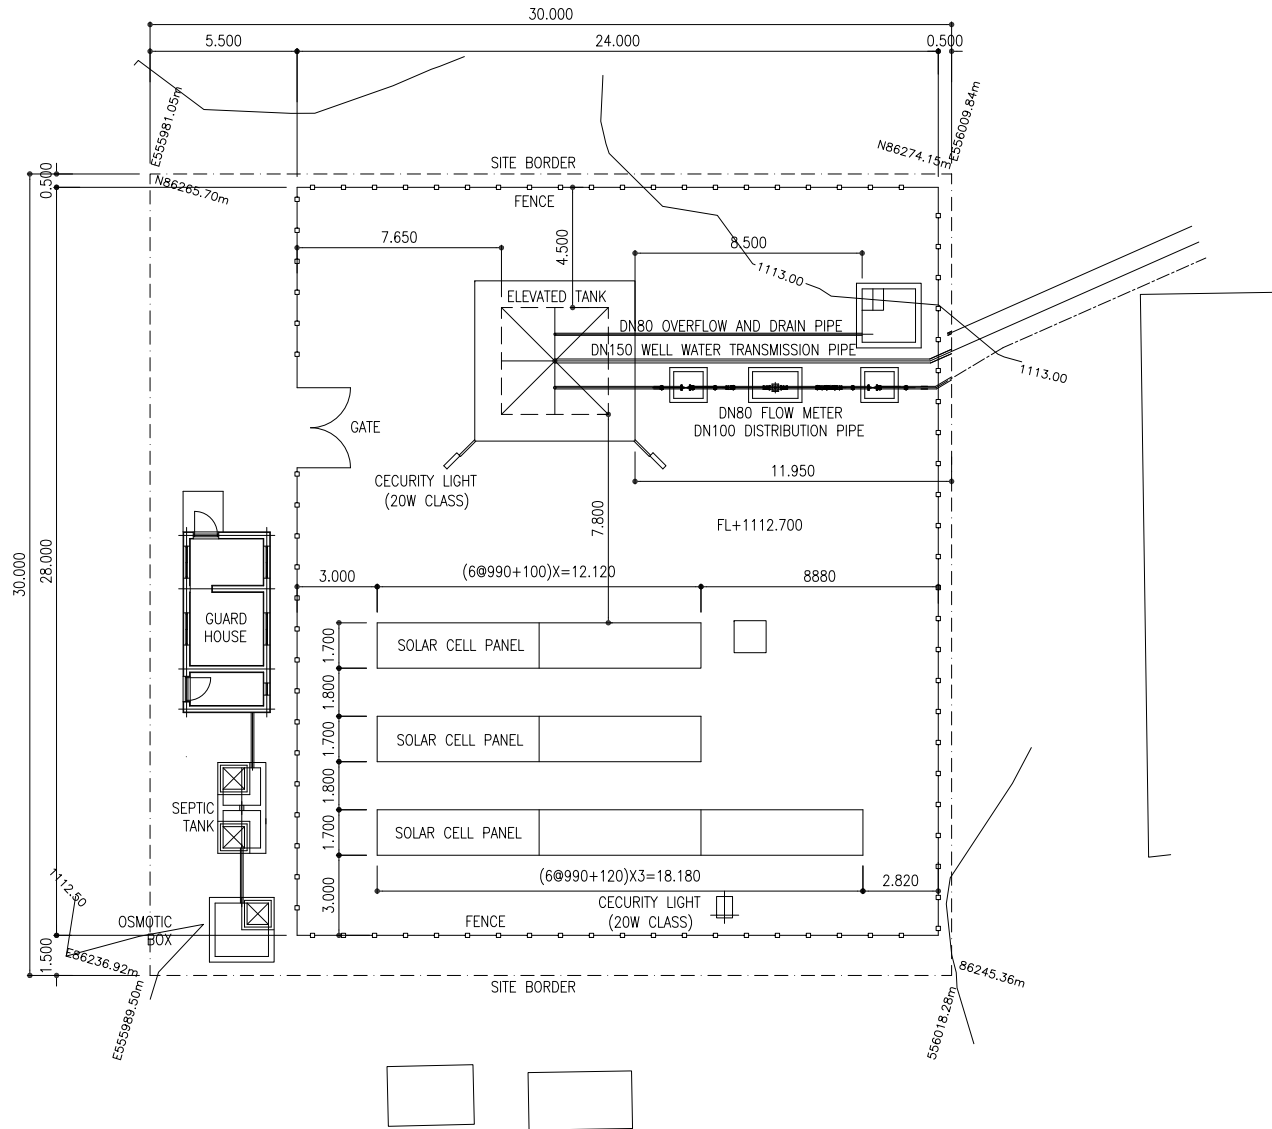 30.000
5.500
24.000
0.500
E555981.05m
N86265.70m
N86274.15m
E556009.84m
SITE BORDER
0.500
FENCE
7.650
4.500
8.500
1113.00
ELEVATED TANK
DN80 OVERFLOW AND DRAIN PIPE
DN150 WELL WATER TRANSMISSION PIPE
1113.00
DN80 FLOW METER
DN100 DISTRIBUTION PIPE
GATE
CECURITY LIGHT
(20W CLASS)
11.950
7.800
FL+1112.700
30.000
28.000
3.000
(6@990+100)X=12.120
8880
GUARD
HOUSE
1.700
SOLAR CELL PANEL
1.800
1.700
SOLAR CELL PANEL
1.800
SEPTIC
TANK
1.700
SOLAR CELL PANEL
(6@990+120)X3=18.180
2.820
3.000
1112.50
CECURITY LIGHT
(20W CLASS)
OSMOTIC
BOX
FENCE
1.500
E86236.92m
E555989.50m
SITE BORDER
86245.36m
556018.28m